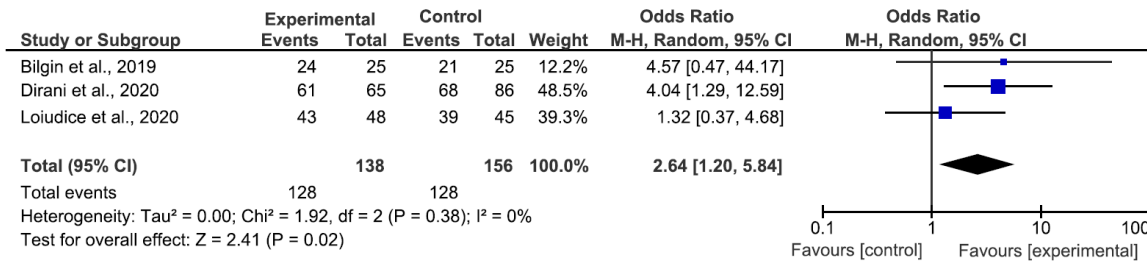 Experimental Control Odds Ratio Odds Ratio
Study or Subgroup Events Total Events Total Weight M-H, Random, 95% CI M-H, Random, 95% CI
Bilgin et al., 2019 24 25 21 25 12.2% 4.57 [0.47, 44.17]
Dirani et al., 2020 61 65 68 86 48.5% 4.04 [1.29, 12.59]
Loiudice et al., 2020 43 48 39 45 39.3% 1.32 [0.37, 4.68]
Total (95% CI) 138 156 100.0% 2.64 [1.20, 5.84]
Total events 128 128
Heterogeneity: Tau² = 0.00; Chi² = 1.92, df = 2 (P = 0.38); I² = 0%
Test for overall effect: Z = 2.41 (P = 0.02)
0.1 1 10 100
Favours [control] Favours [experimental]